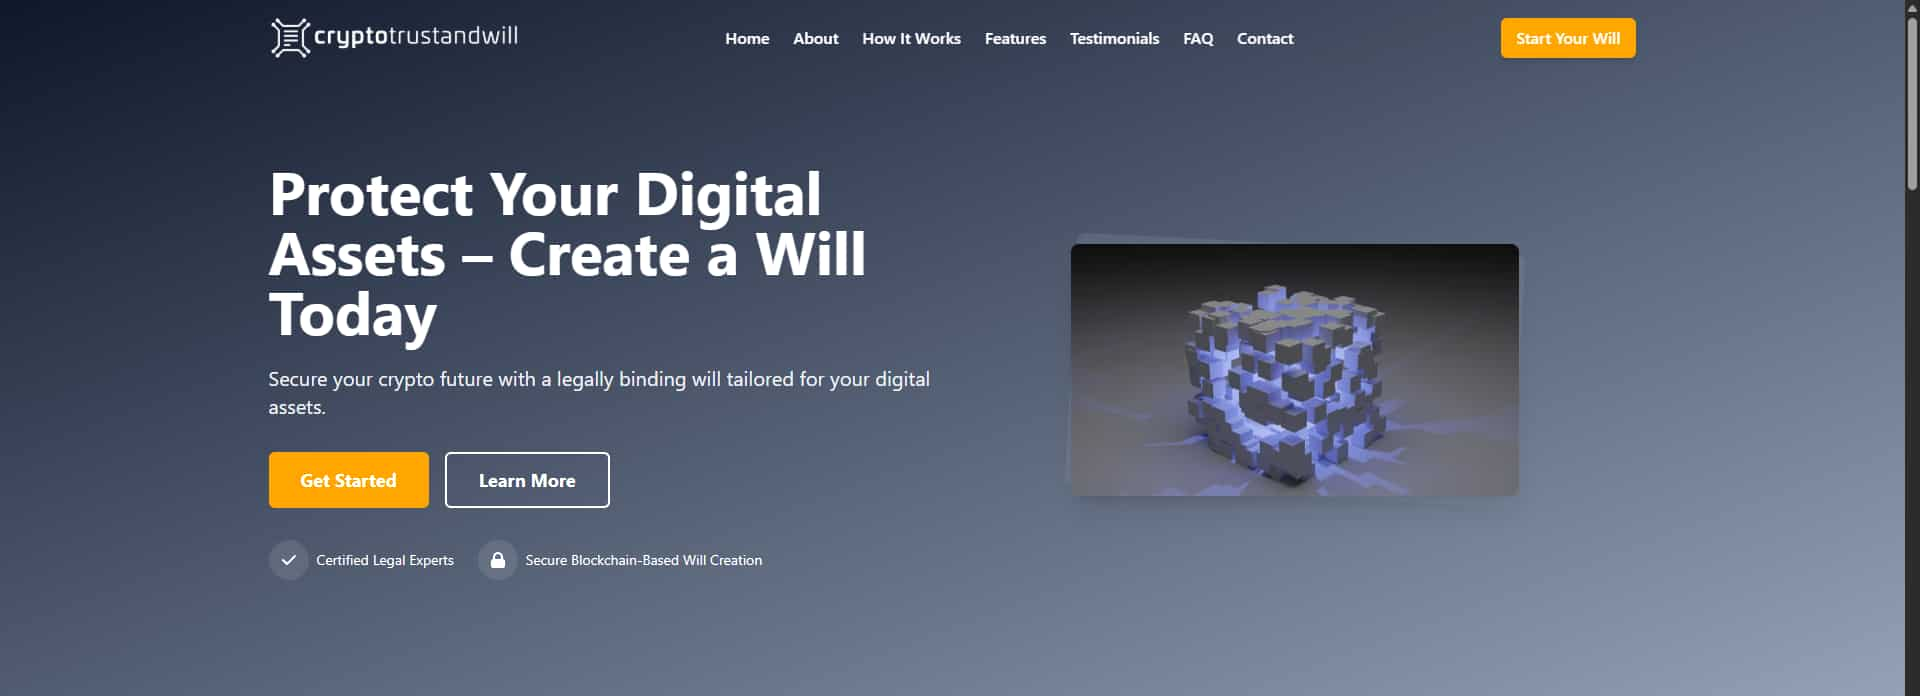 cryptotrustandwill
Home About How It Works Features Testimonials FAQ Contact
Start Your Will
Protect Your Digital
Assets – Create a Will
Today
Secure your crypto future with a legally binding will tailored for your digital
assets.
Get Started Learn More
Certified Legal Experts Secure Blockchain-Based Will Creation